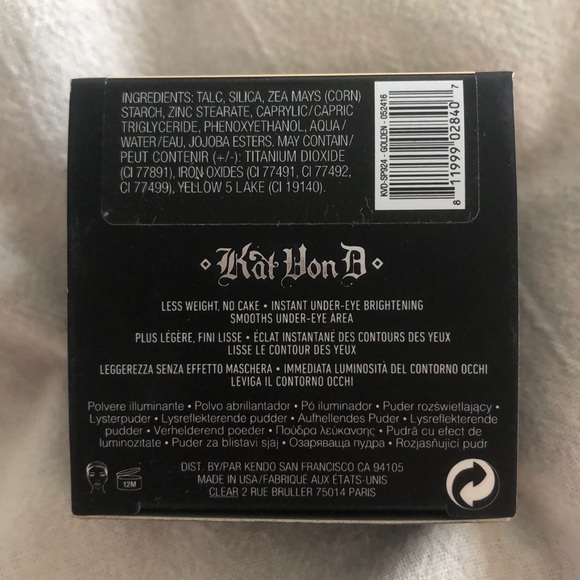 INGREDIENTS: TALC, SILICA, ZEA MAYS (CORN)
STARCH, ZINC STEARATE, CAPRYLIC/CAPRIC
TRIGLYCERIDE, PHENOXYETHANOL, AQUA/
WATER/EAU, JOJOBA ESTERS. MAY CONTAIN/
PEUT CONTENIR (+/-): TITANIUM DIOXIDE
(CI 77891), IRON OXIDES (CI 77491, CI 77492,
CI 77499), YELLOW 5 LAKE (CI 19140).
KVD-SP924 - GOLDEN - 052416
8 11999 02840 7
Kat Von D
LESS WEIGHT, NO CAKE • INSTANT UNDER-EYE BRIGHTENING
SMOOTHS UNDER-EYE AREA
PLUS LÉGÈRE, FINI LISSE • ÉCLAT INSTANTANÉ DES CONTOURS DES YEUX
LISSE LE CONTOUR DES YEUX
LEGGEREZZA SENZA EFFETTO MASCHERA • IMMEDIATA LUMINOSITÀ DEL CONTORNO OCCHI
LEVIGA IL CONTORNO OCCHI
Polvere illuminante • Polvo abrillantador • Pó iluminador • Puder rozświetlający •
Lysterpuder • Lysreflekterende pudder • Aufhellendes Puder • Lysreflekterende
pudder • Verhelderend poeder • Πούδρα λεύκανσης • Pudră cu efect de
luminozitate • Puder za blistavi sjaj • Озаряваща пудра • Rozjasňující pudr
DIST. BY/PAR KENDO SAN FRANCISCO CA 94105
MADE IN USA/FABRIQUÉ AUX ÉTATS-UNIS
CLEAR 2 RUE BRULLER 75014 PARIS
12M